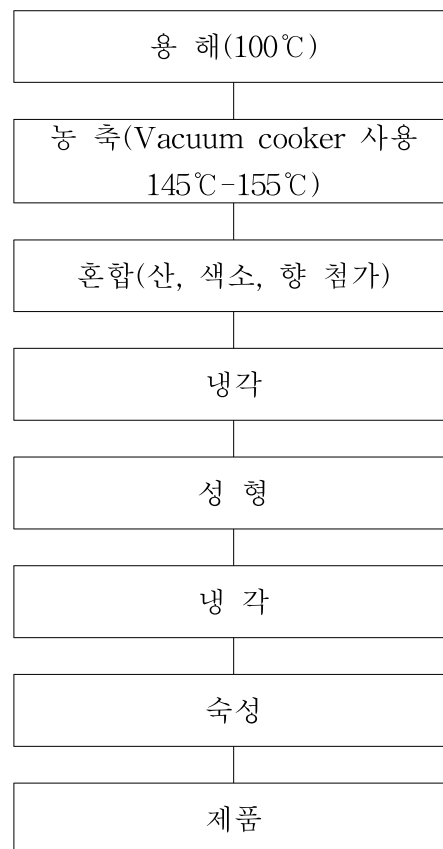 용 해(100℃)
농 축(Vacuum cooker 사용
145℃-155℃)
혼합(산, 색소, 향 첨가)
냉각
성 형
냉 각
숙성
제품